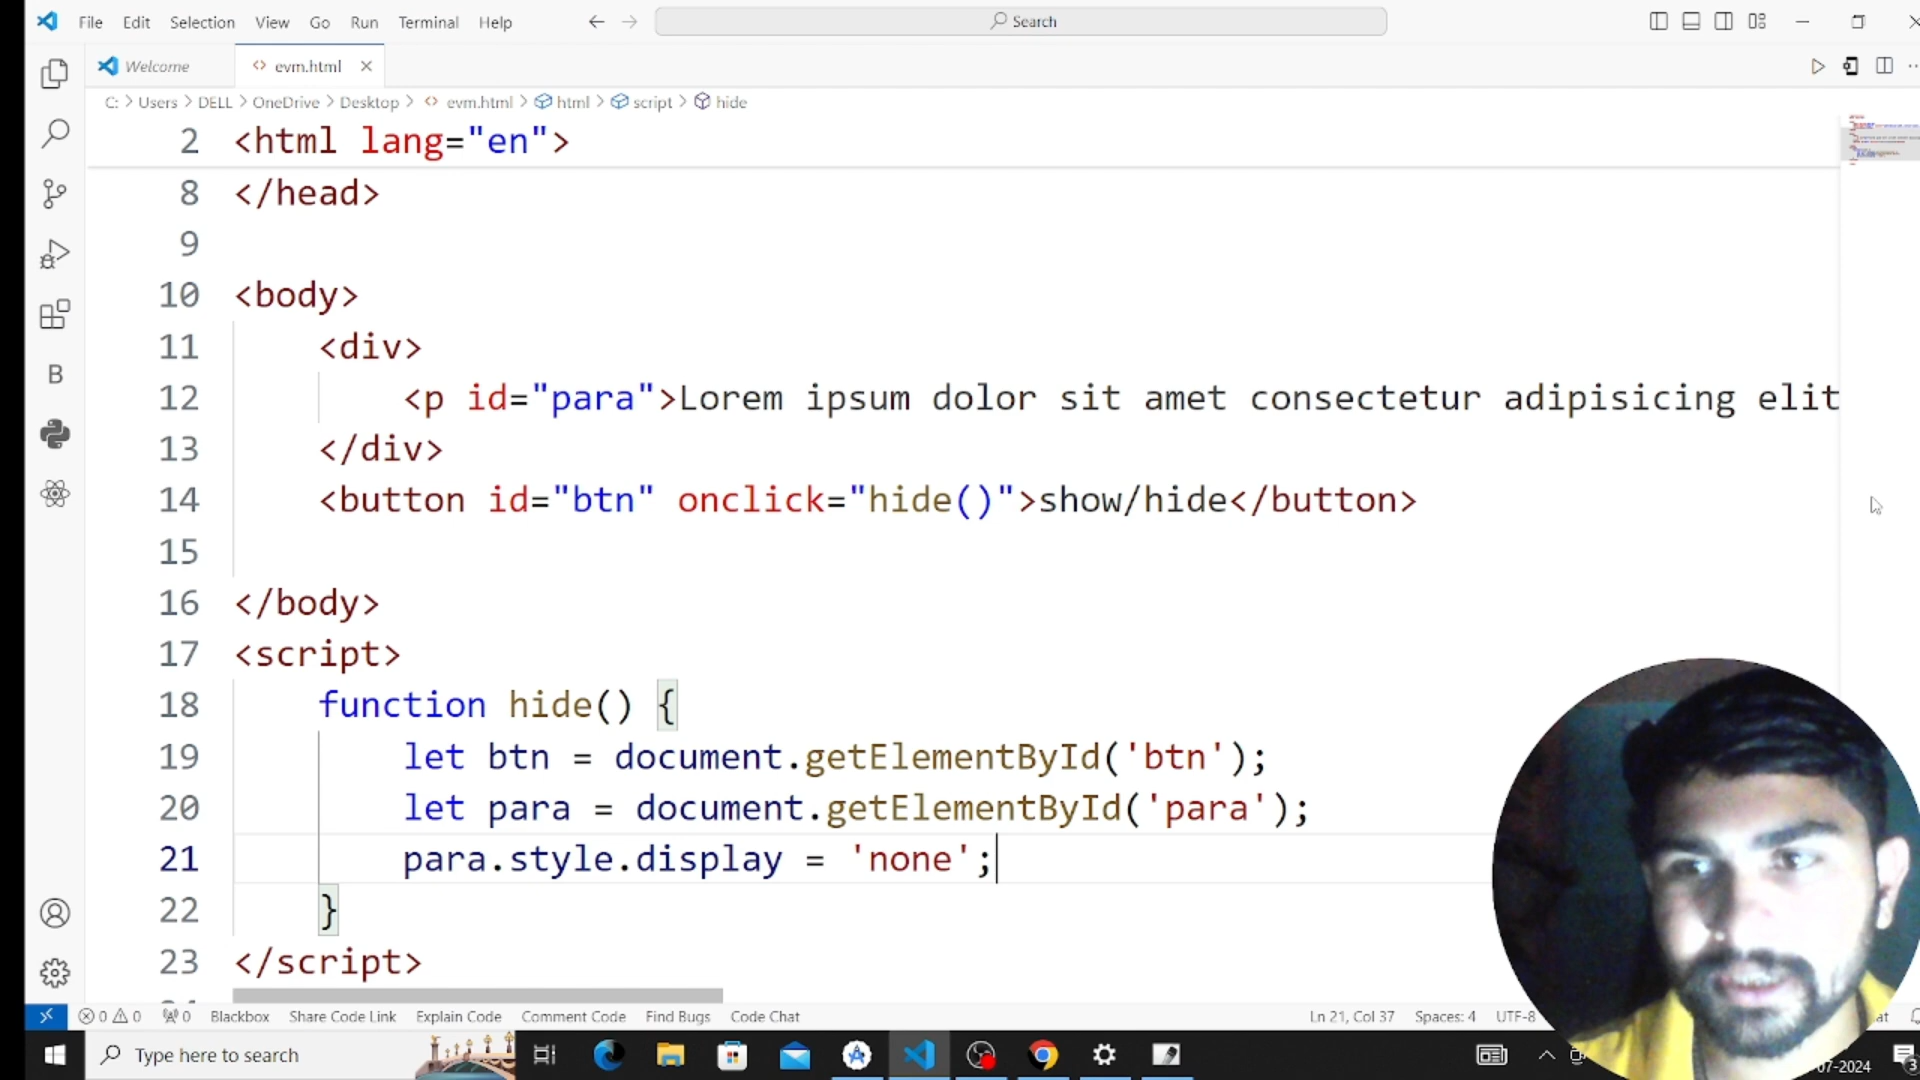 File Edit Selection View Go Run Terminal Help
Search
Welcome
evm.html
C: > Users > DELL > OneDrive > Desktop > evm.html > html > script > hide
2 <html lang="en">
8 </head>
9
10 <body>
11 <div>
12 <p id="para">Lorem ipsum dolor sit amet consectetur adipisicing elit
13 </div>
14 <button id="btn" onclick="hide()">show/hide</button>
15
16 </body>
17 <script>
18 function hide() {
19 let btn = document.getElementById('btn');
20 let para = document.getElementById('para');
21 para.style.display = 'none';
22 }
23 </script>
0 0 0 Blackbox Share Code Link Explain Code Comment Code Find Bugs Code Chat Ln 21, Col 37 Spaces: 4 UTF-8 at
Type here to search
07-2024
3